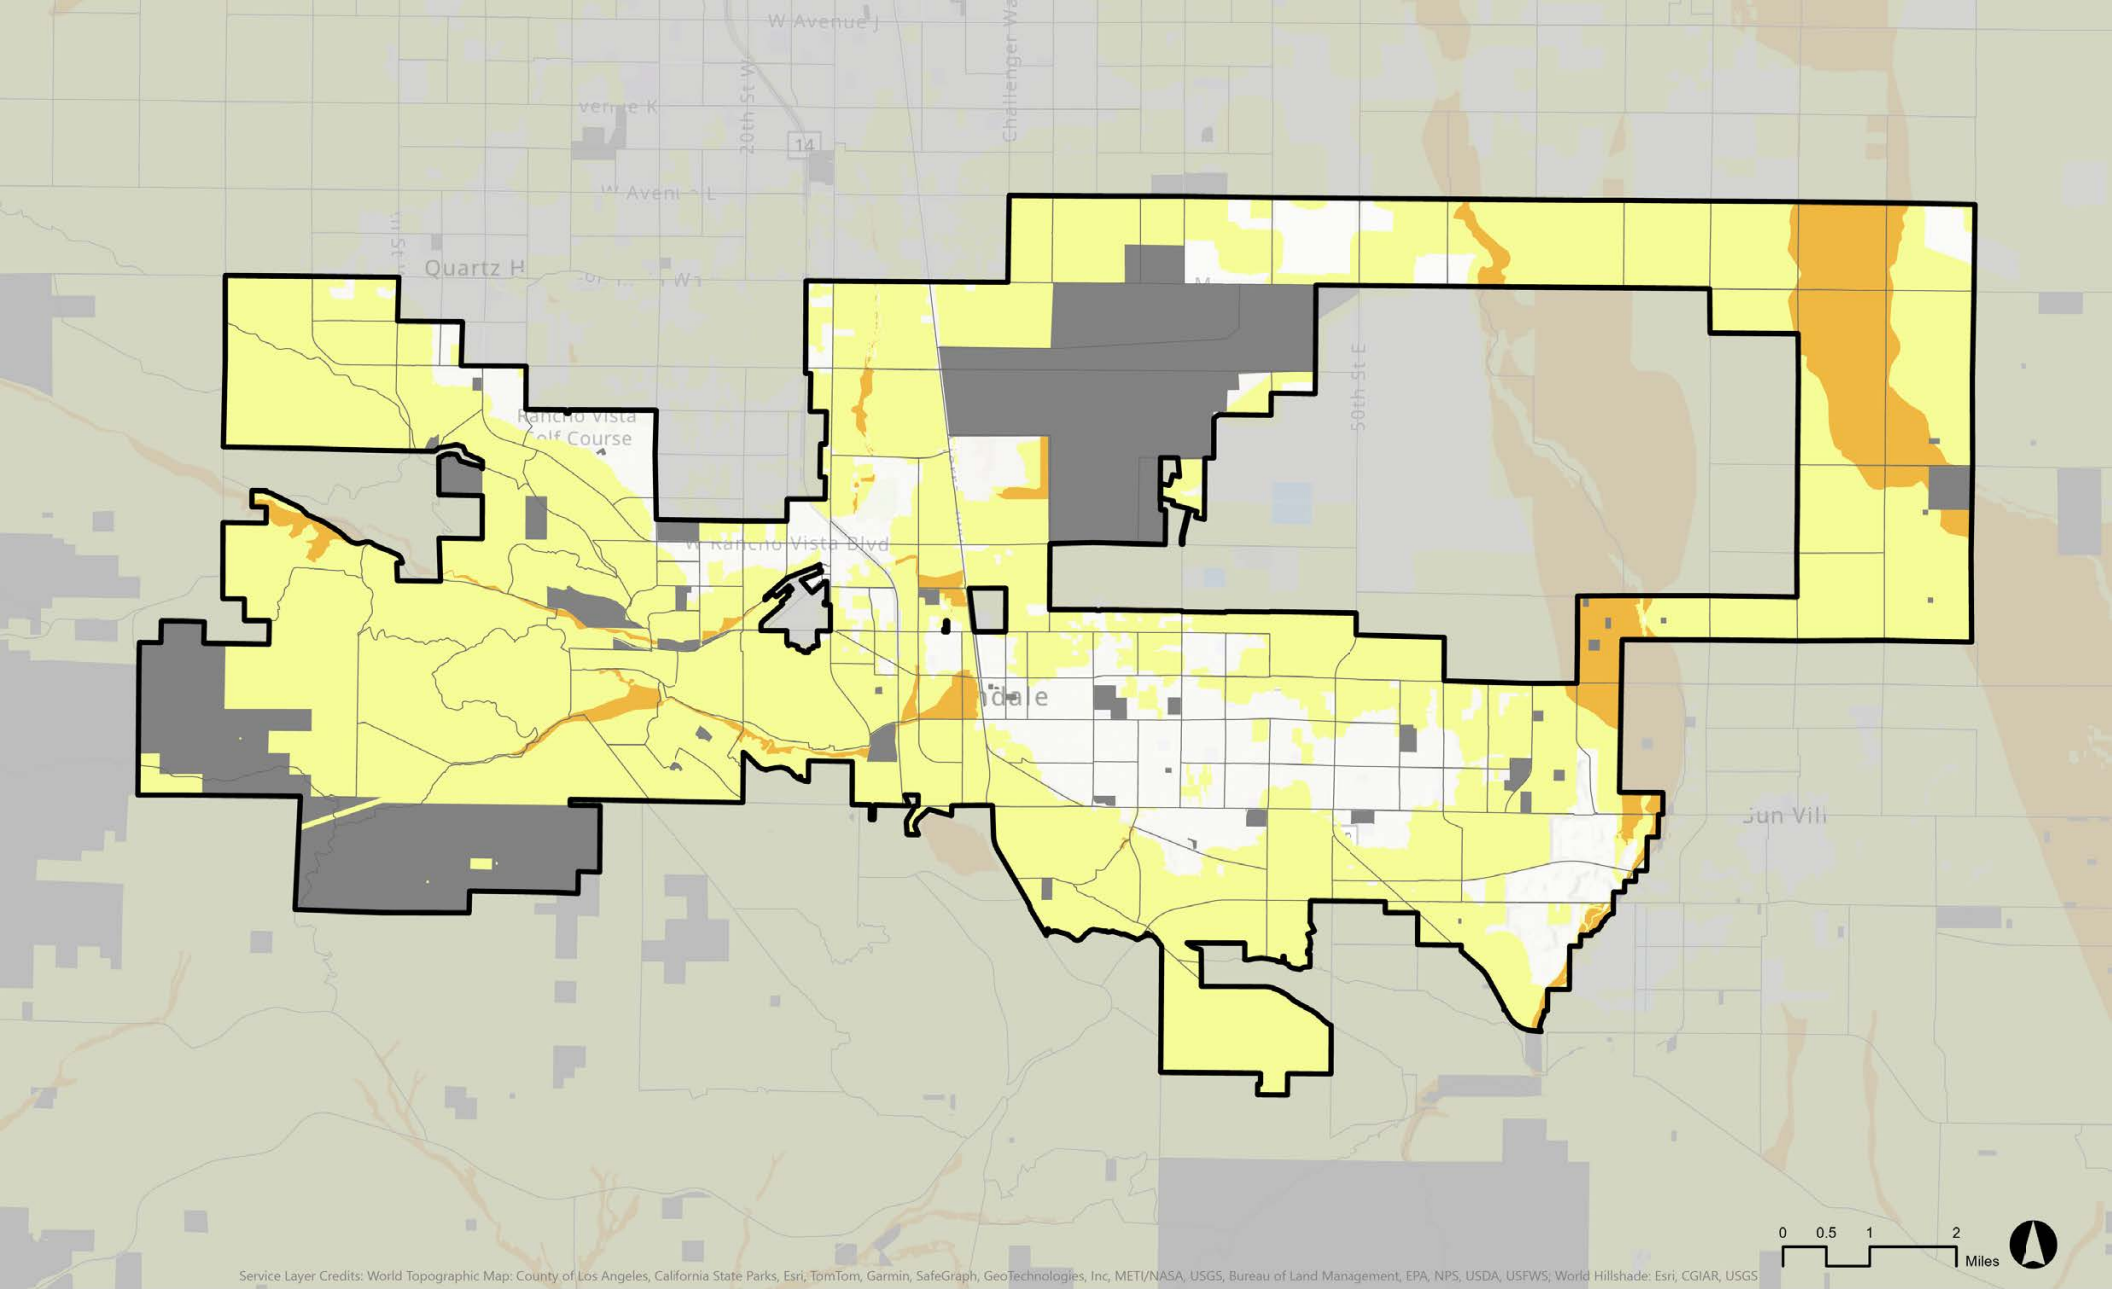 W Avenue J
Challenger Wa
20th St W
14
Quartz H
Rancho Vista
Golf Course
50th St E
W Rancho Vista Blvd
ndale
Sun Vill
0 0.5 1 2
Miles
Service Layer Credits: World Topographic Map: County of Los Angeles, California State Parks, Esri, TomTom, Garmin, SafeGraph, GeoTechnologies, Inc, METI/NASA, USGS, Bureau of Land Management, EPA, NPS, USDA, USFWS; World Hillshade: Esri, CGIAR, USGS